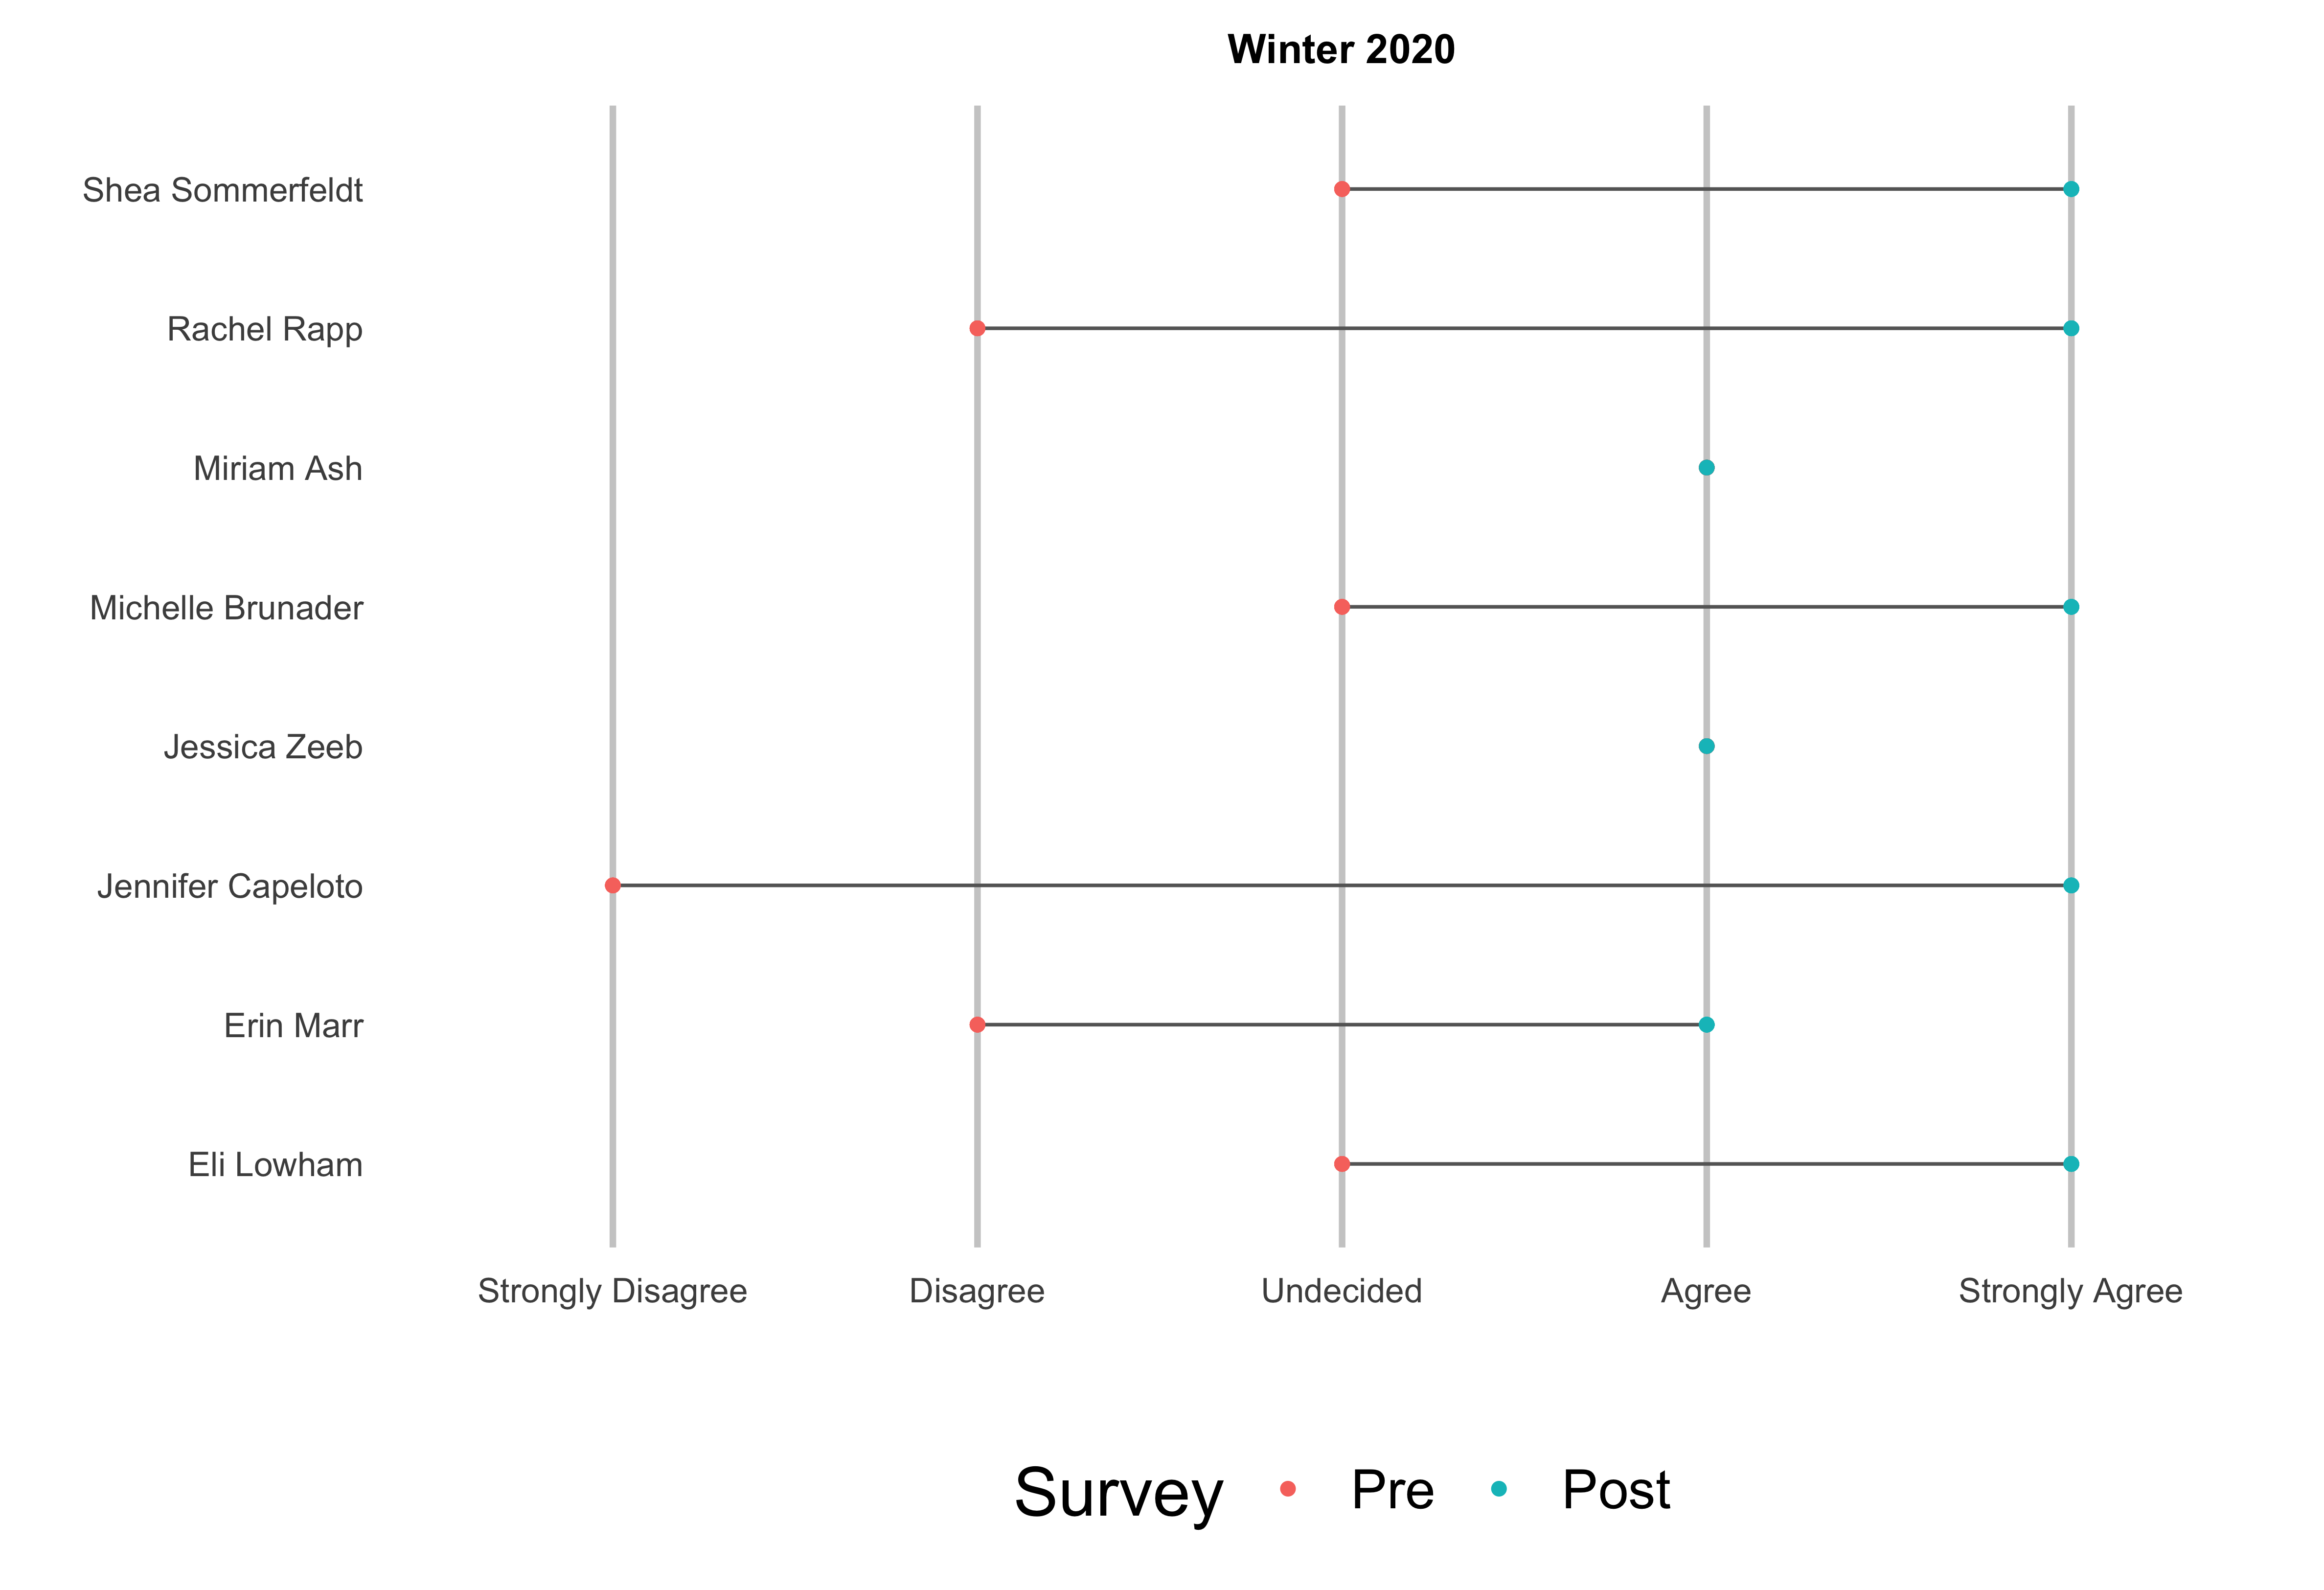 Winter 2020
Shea Sommerfeldt
Rachel Rapp
Miriam Ash
Michelle Brunader
Jessica Zeeb
Jennifer Capeloto
Erin Marr
Eli Lowham
Strongly Disagree Disagree Undecided Agree Strongly Agree
Survey Pre Post